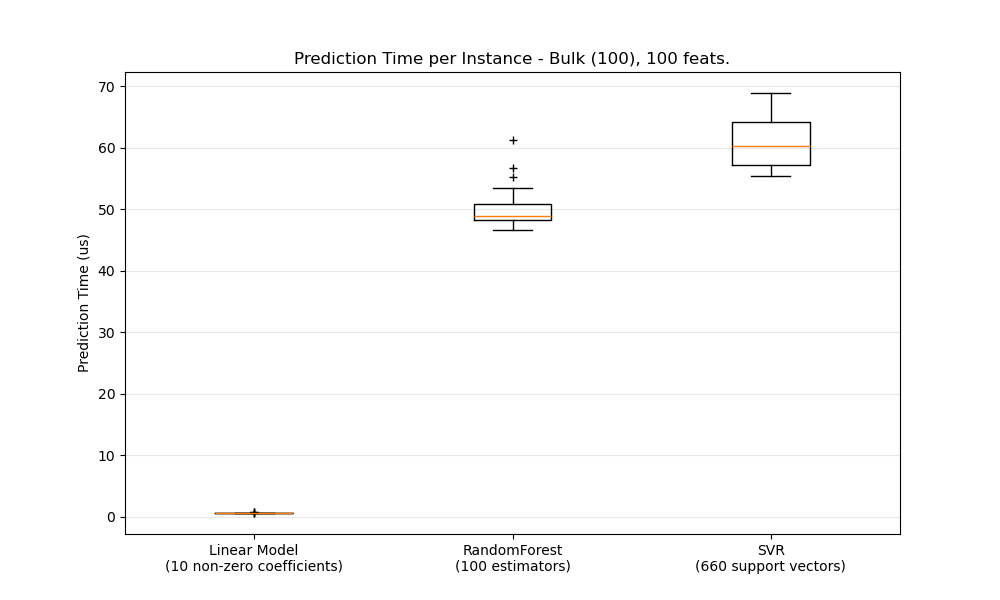 Prediction Time per Instance - Bulk (100), 100 feats.
Prediction Time (us)
70
60
50
40
30
20
10
0
Linear Model
(10 non-zero coefficients)
RandomForest
(100 estimators)
SVR
(660 support vectors)